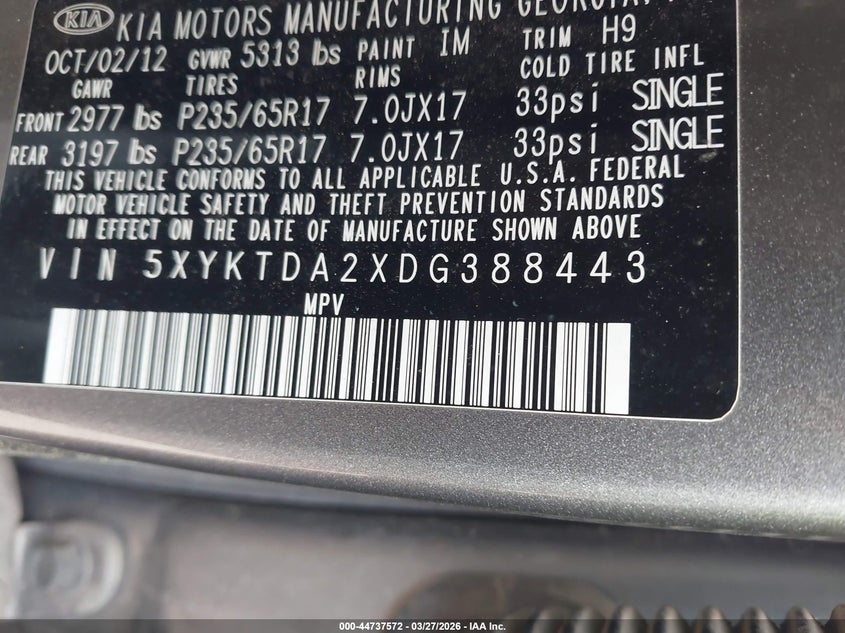 KIA KIA MOTORS MANUFACTURING GEORGIA,
OCT/02/12 GVWR 5313 lbs PAINT IM TRIM H9
GAWR TIRES RIMS COLD TIRE INFL
FRONT 2977 lbs P235/65R17 7.0JX17 33psi SINGLE
REAR 3197 lbs P235/65R17 7.0JX17 33psi SINGLE
THIS VEHICLE CONFORMS TO ALL APPLICABLE U.S.A. FEDERAL
MOTOR VEHICLE SAFETY AND THEFT PREVENTION STANDARDS
IN EFFECT ON THE DATE OF MANUFACTURE SHOWN ABOVE
VIN 5XYKTDA2XDG388443
MPV
000-44737572 — 03/27/2026 — IAA Inc.